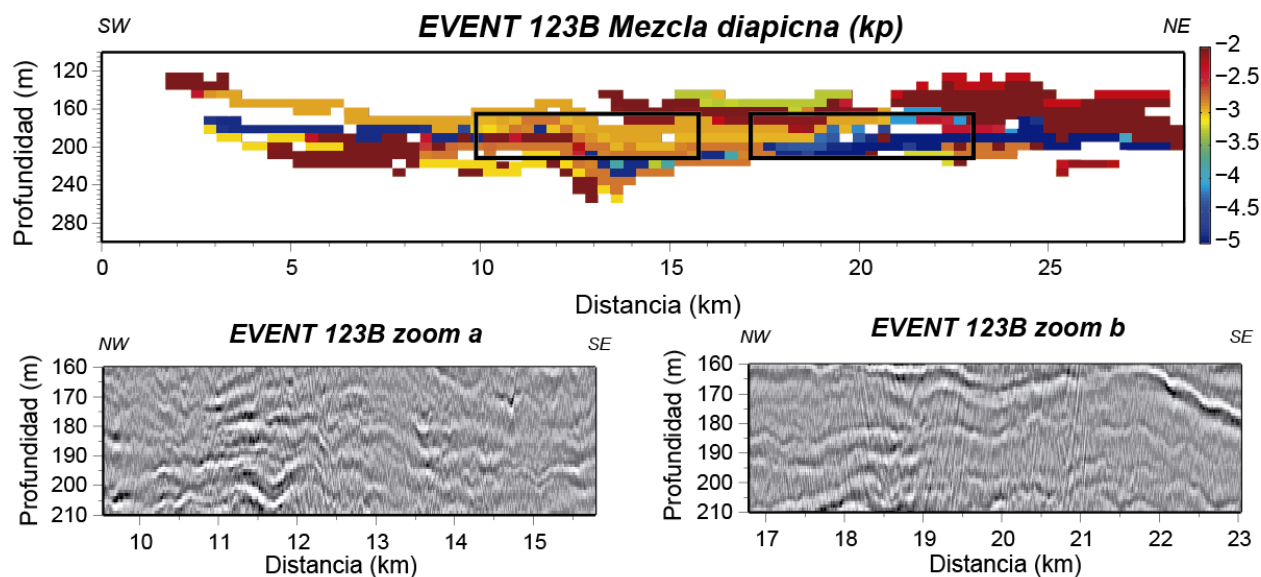 SW EVENT 123B Mezcla diapicna (kp) NE
Profundidad (m)
120
160
200
240
280
0 5 10 15 20 25
Distancia (km)
−2
−2.5
−3
−3.5
−4
−4.5
−5
NW EVENT 123B zoom a SE
Profundidad (m)
160
170
180
190
200
210
10 11 12 13 14 15
Distancia (km)
NW EVENT 123B zoom b SE
Profundidad (m)
160
170
180
190
200
210
17 18 19 20 21 22 23
Distancia (km)